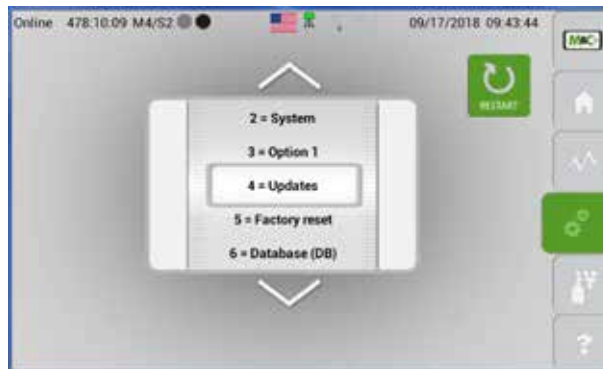 Online 478:10:09 M4/S2 09/17/2018 09:43:44
RESTART
2 = System
3 = Option 1
4 = Updates
5 = Factory reset
6 = Database (DB)
?